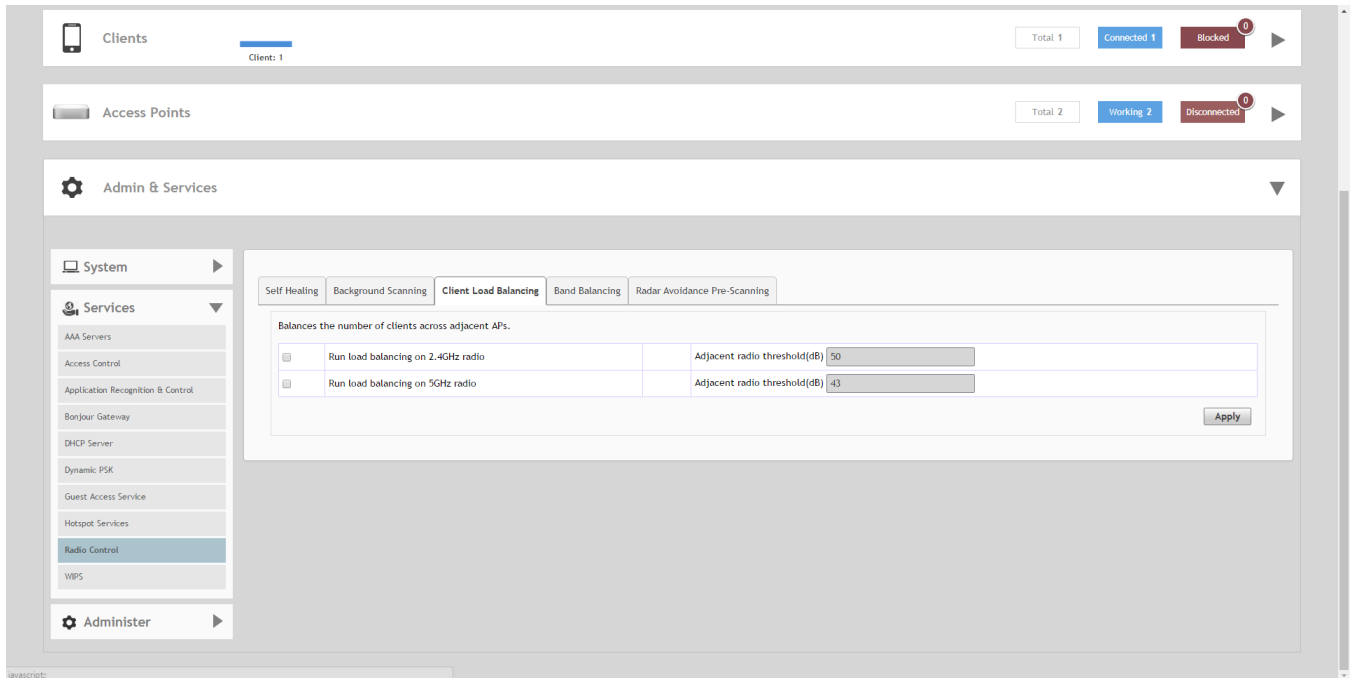 Clients
Client: 1
Total 1
Connected 1
Blocked
0
Access Points
Total 2
Working 2
Disconnected
0
Admin & Services
System
Services
AAA Servers
Access Control
Application Recognition & Control
Bonjour Gateway
DHCP Server
Dynamic PSK
Guest Access Service
Hotspot Services
Radio Control
WIPS
Administer
Self Healing
Background Scanning
Client Load Balancing
Band Balancing
Radar Avoidance Pre-Scanning
Balances the number of clients across adjacent APs.
Run load balancing on 2.4GHz radio
Adjacent radio threshold(dB) 50
Run load balancing on 5GHz radio
Adjacent radio threshold(dB) 43
Apply
javascript: